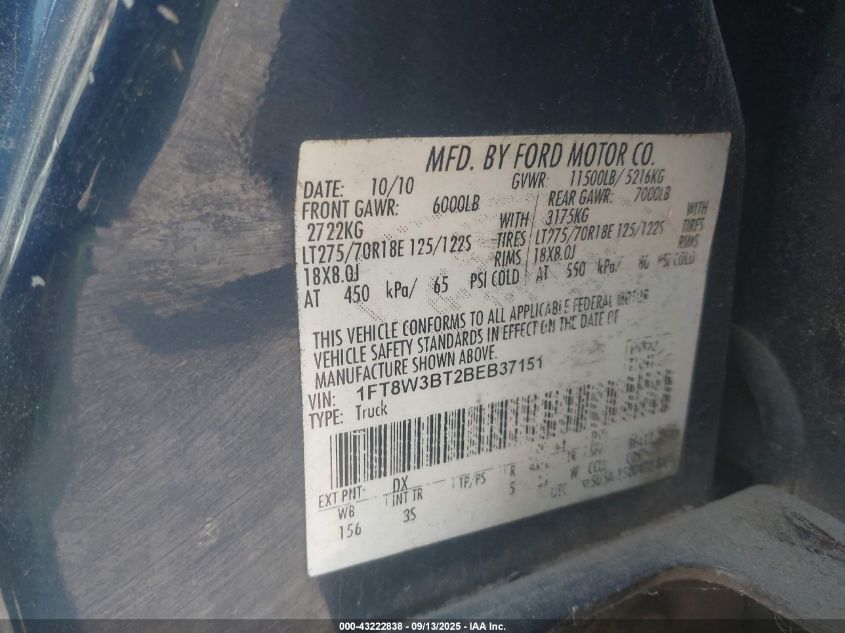 MFD. BY FORD MOTOR CO.
DATE: 10/10 GVWR: 11500LB/ 5216KG
FRONT GAWR: 6000LB REAR GAWR: 7000LB
2722KG WITH 3175KG WITH
LT275/70R18E 125/122S TIRES LT275/70R18E 125/122S TIRES
18X8.0J RIMS 18X8.0J RIMS
AT 450 kPa/ 65 PSI COLD AT 550 kPa/ 80 PSI COLD
THIS VEHICLE CONFORMS TO ALL APPLICABLE FEDERAL MOTOR
VEHICLE SAFETY STANDARDS IN EFFECT ON THE DATE OF
MANUFACTURE SHOWN ABOVE.
VIN: 1FT8W3BT2BEB37151
TYPE: Truck
EXT PNT: DX
WB INT TR TP/PS R
156 3S 5
000-43222838 - 09/13/2025 - IAA Inc.